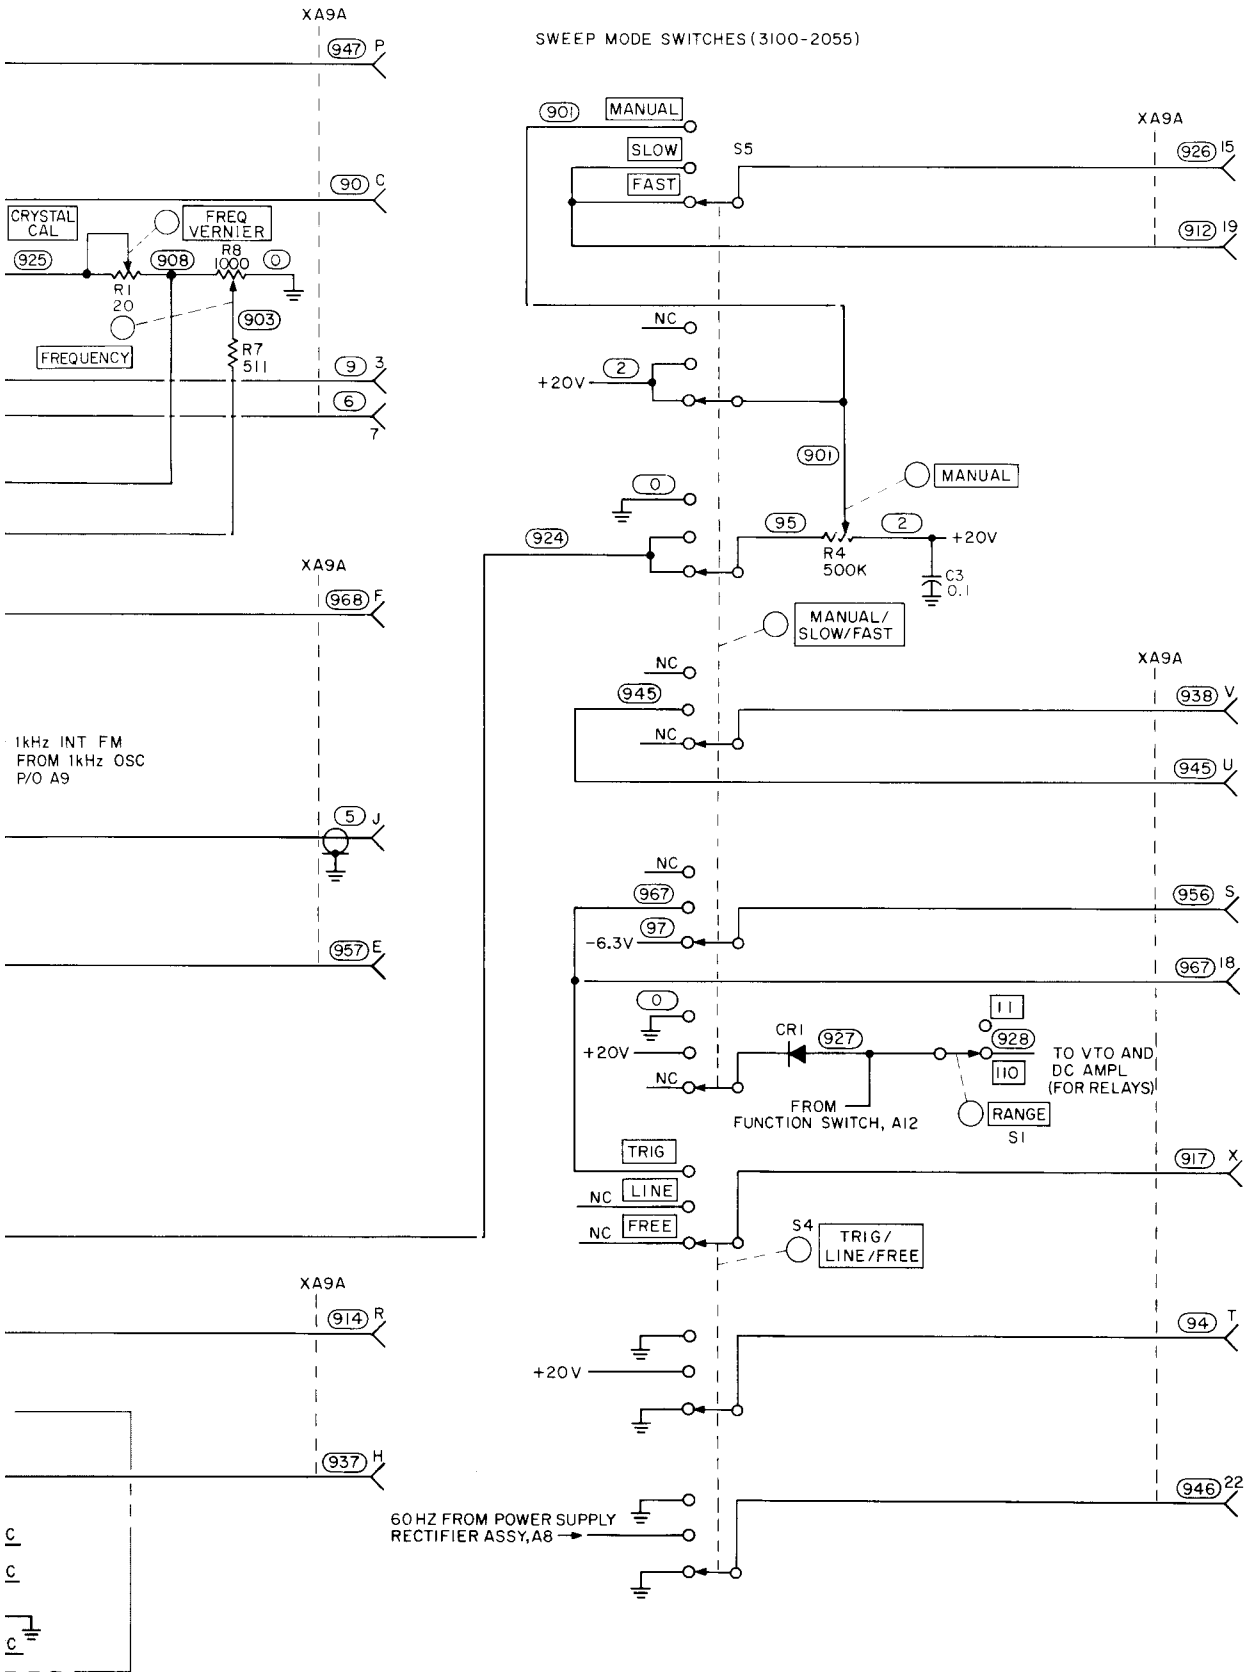 XA9A
947 P
SWEEP MODE SWITCHES (3100-2055)
901
MANUAL
SLOW
FAST
S5
XA9A
926 15
912 19
90 C
CRYSTAL
CAL
FREQ
VERNIER
R8
1000
0
925
908
R1
20
903
FREQUENCY
R7
511
9 3
6
7
NC
+20V
2
901
MANUAL
0
924
95
2
+20V
R4
500K
C3
0.1
XA9A
968 F
MANUAL/
SLOW/FAST
NC
945
NC
XA9A
938 V
945 U
1kHz INT FM
FROM 1kHz OSC
P/O A9
5 J
957 E
NC
967
97
-6.3V
956 S
967 18
0
+20V
NC
CR1
927
11
928
110
TO VTO AND
DC AMPL
(FOR RELAYS)
FROM
FUNCTION SWITCH, A12
RANGE
S1
TRIG
NC LINE
NC FREE
917 X
S4
TRIG/
LINE/FREE
XA9A
914 R
94 T
+20V
937 H
946 22
60HZ FROM POWER SUPPLY
RECTIFIER ASSY,A8
C
C
C